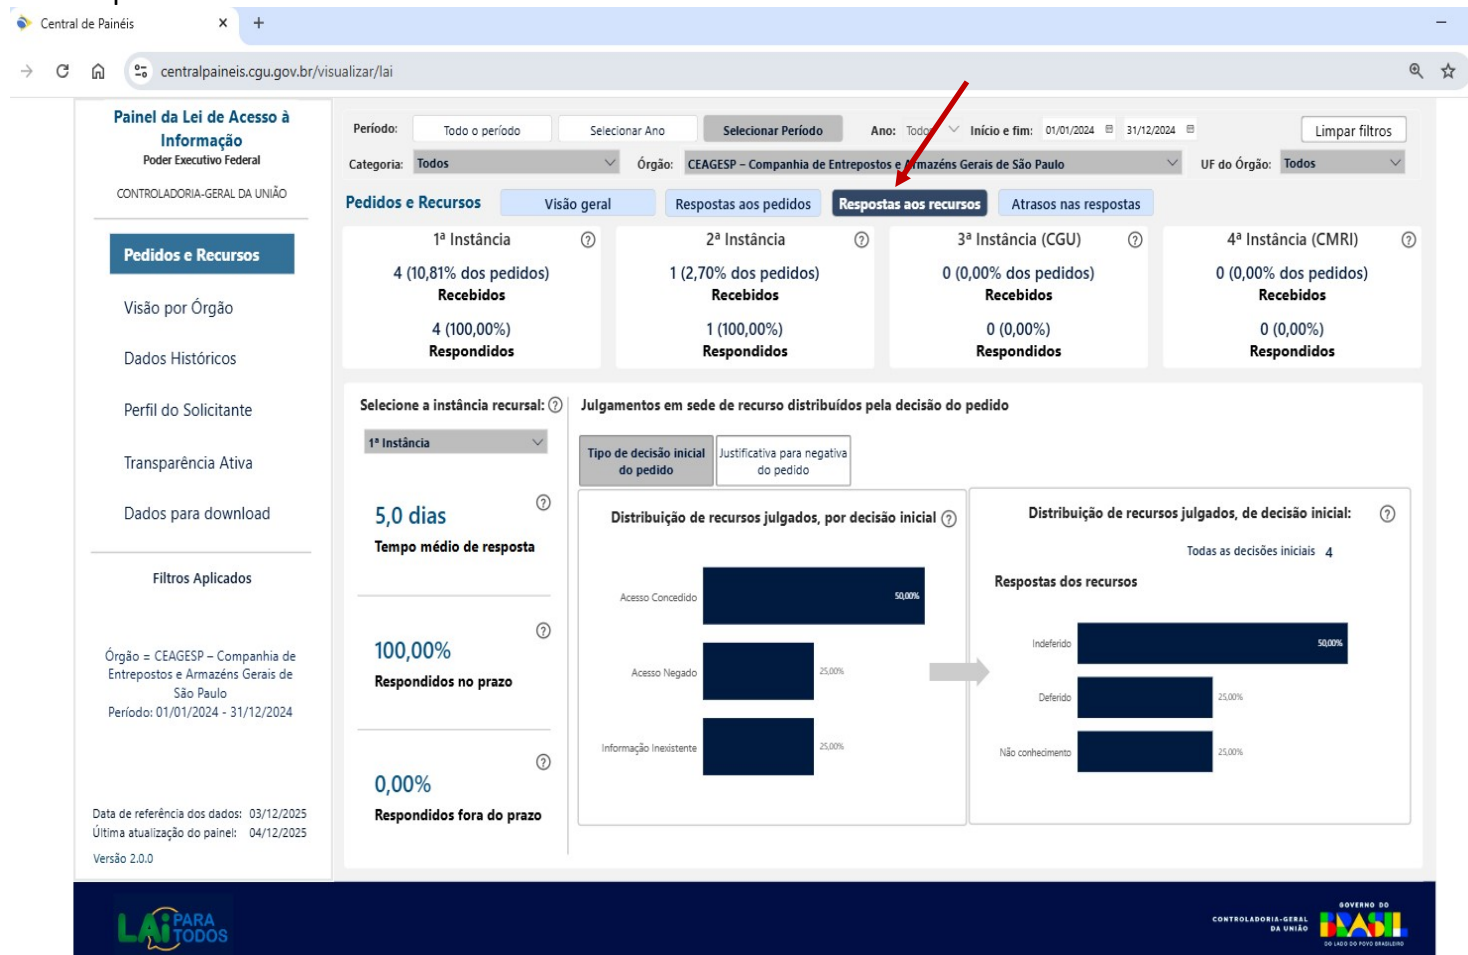 Central de Painéis
centralpaineis.cgu.gov.br/visualizar/lai
Painel da Lei de Acesso à
Informação
Poder Executivo Federal
CONTROLADORIA-GERAL DA UNIÃO
Pedidos e Recursos
Visão por Órgão
Dados Históricos
Perfil do Solicitante
Transparência Ativa
Dados para download
Filtros Aplicados
Órgão = CEAGESP – Companhia de
Entrepostos e Armazéns Gerais de
São Paulo
Período: 01/01/2024 - 31/12/2024
Data de referência dos dados: 03/12/2025
Última atualização do painel: 04/12/2025
Versão 2.0.0
Período: Todo o período Selecionar Ano Selecionar Período Ano: Todos Início e fim: 01/01/2024 31/12/2024 Limpar filtros
Categoria: Todos Órgão: CEAGESP – Companhia de Entrepostos e Armazéns Gerais de São Paulo UF do Órgão: Todos
Pedidos e Recursos Visão geral Respostas aos pedidos Respostas aos recursos Atrasos nas respostas
1ª Instância
4 (10,81% dos pedidos)
Recebidos
4 (100,00%)
Respondidos
2ª Instância
1 (2,70% dos pedidos)
Recebidos
1 (100,00%)
Respondidos
3ª Instância (CGU)
0 (0,00% dos pedidos)
Recebidos
0 (0,00%)
Respondidos
4ª Instância (CMRI)
0 (0,00% dos pedidos)
Recebidos
0 (0,00%)
Respondidos
Selecione a instância recursal:
1ª Instância
5,0 dias
Tempo médio de resposta
100,00%
Respondidos no prazo
0,00%
Respondidos fora do prazo
Julgamentos em sede de recurso distribuídos pela decisão do pedido
Tipo de decisão inicial
do pedido
Justificativa para negativa
do pedido
Distribuição de recursos julgados, por decisão inicial
Acesso Concedido 50,00%
Acesso Negado 25,00%
Informação Inexistente 25,00%
Distribuição de recursos julgados, de decisão inicial:
Todas as decisões iniciais 4
Respostas dos recursos
Indeferido 50,00%
Deferido 25,00%
Não conhecimento 25,00%
LAi PARA
TODOS
CONTROLADORIA-GERAL
DA UNIÃO
GOVERNO DO
BRASIL
DO LADO DO POVO BRASILEIRO